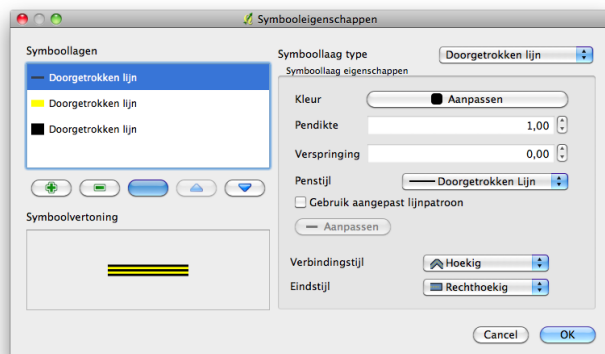 Symbooleigenschappen
Symboollagen
Doorgetrokken lijn
Doorgetrokken lijn
Doorgetrokken lijn
Symboolvertoning
Symboollaag type
Doorgetrokken lijn
Symboollaag eigenschappen
Kleur
Aanpassen
Pendikte
1,00
Verspringing
0,00
Penstijl
Doorgetrokken Lijn
Gebruik aangepast lijnpatroon
Aanpassen
Verbindingstijl
Hoekig
Eindstijl
Rechthoekig
Cancel
OK